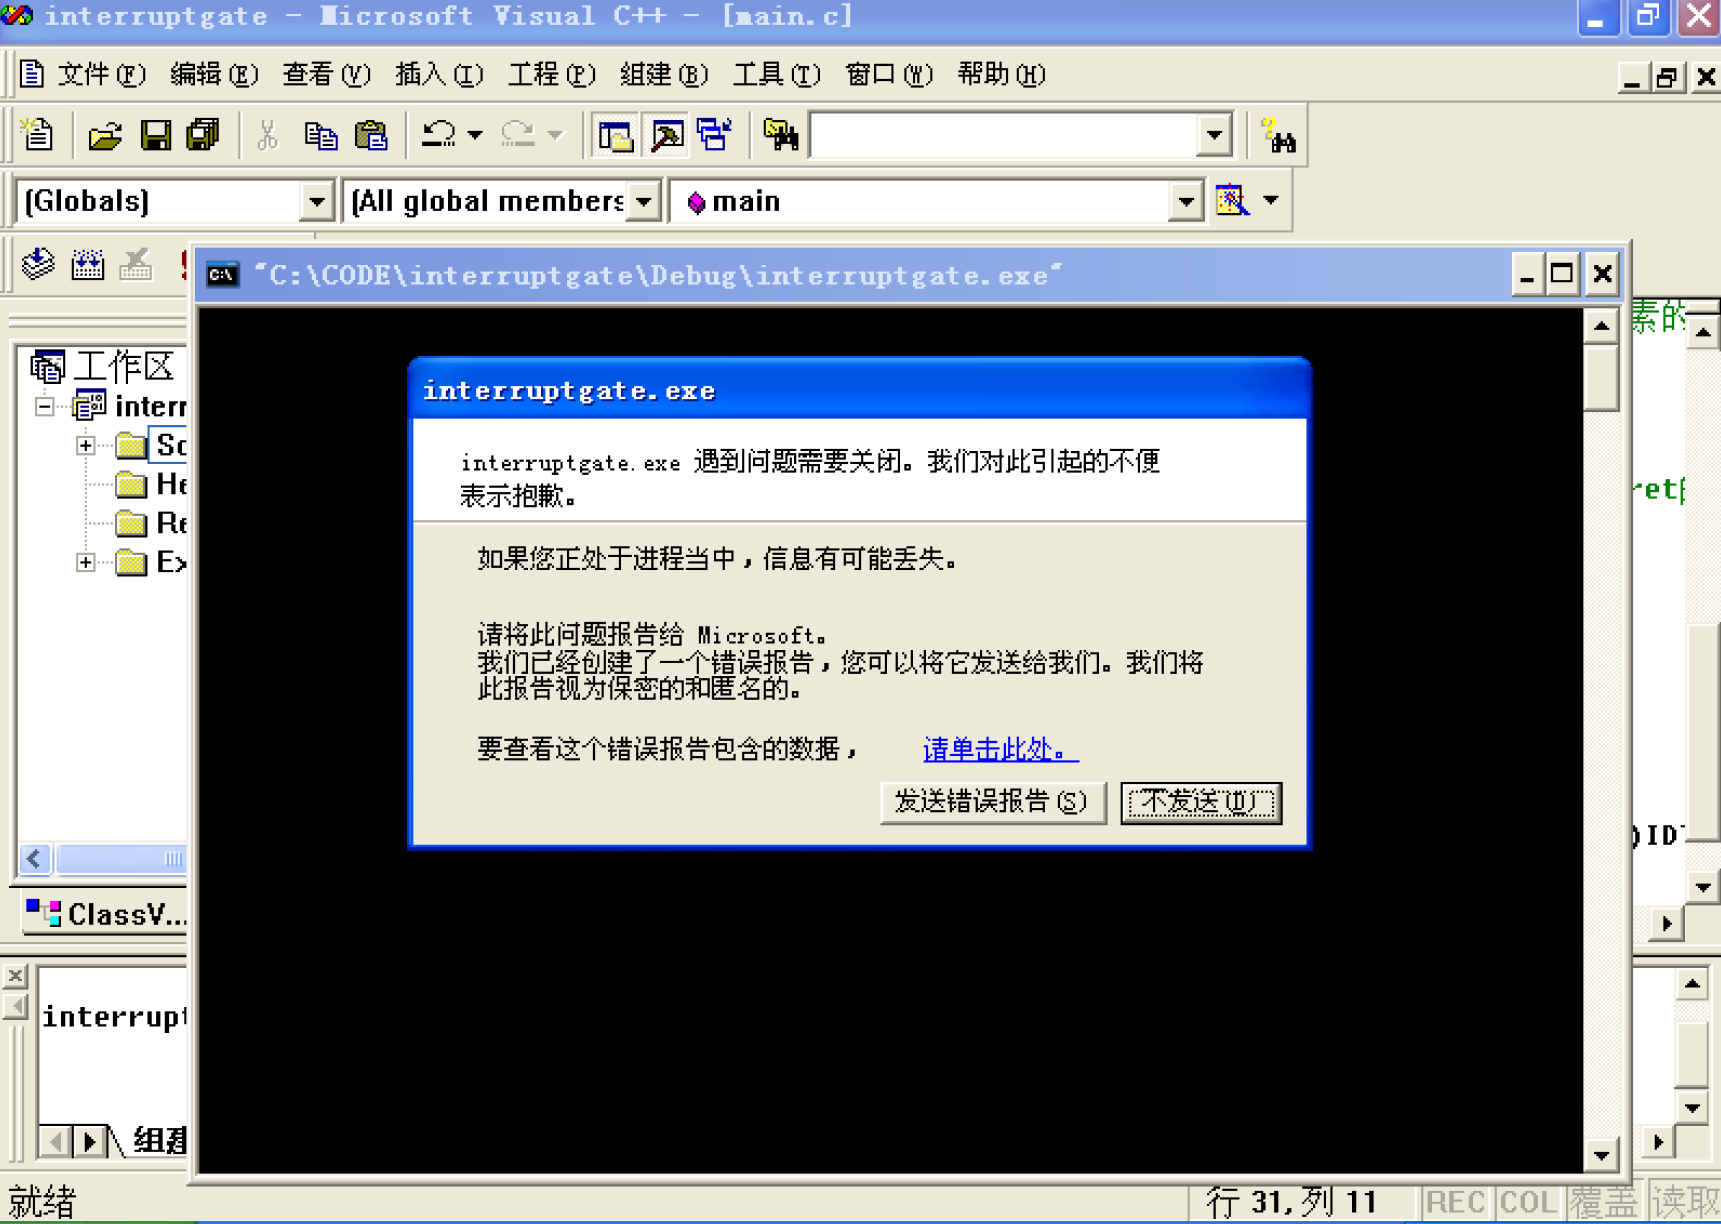 interruptgate - Microsoft Visual C++ - [main.c]
文件(F) 编辑(E) 查看(V) 插入(I) 工程(P) 组建(B) 工具(T) 窗口(W) 帮助(H)
(Globals) (All global members main
"C:\CODE\interruptgate\Debug\interruptgate.exe"
素的
工作区
interr
So
He
Re
Ex
interruptgate.exe
interruptgate.exe 遇到问题需要关闭。我们对此引起的不便
表示抱歉。
ret
如果您正处于进程当中，信息有可能丢失。
请将此问题报告给 Microsoft。
我们已经创建了一个错误报告，您可以将它发送给我们。我们将
此报告视为保密的和匿名的。
要查看这个错误报告包含的数据， 请单击此处。
发送错误报告(S) 不发送(D)
)ID
ClassV...
interrupt
组建
就绪 行 31, 列 11 REC COL 覆盖 读取